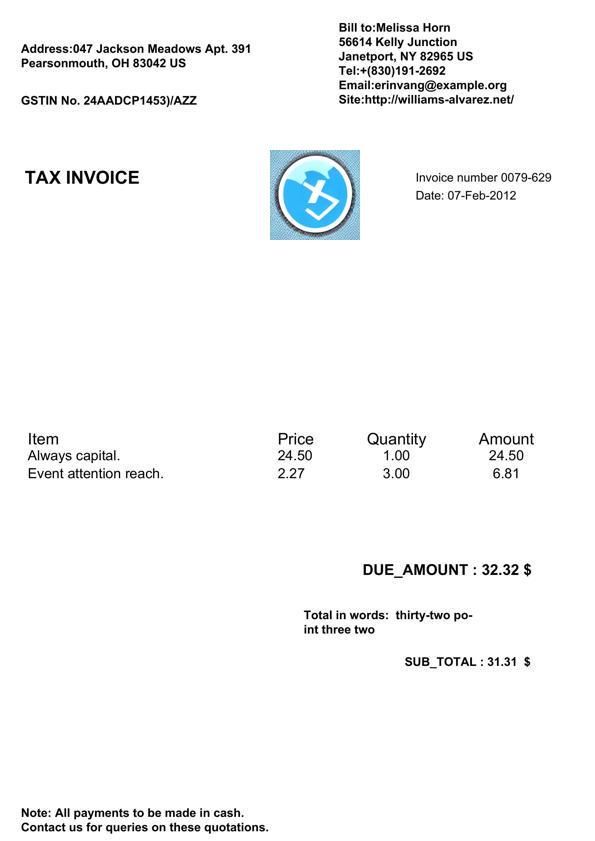 Address:047 Jackson Meadows Apt. 391
Pearsonmouth, OH 83042 US
GSTIN No. 24AADCP1453)/AZZ
Bill to:Melissa Horn
56614 Kelly Junction
Janetport, NY 82965 US
Tel:+(830)191-2692
Email:erinvang@example.org
Site:http://williams-alvarez.net/
TAX INVOICE
Invoice number 0079-629
Date: 07-Feb-2012
Item Price Quantity Amount
Always capital. 24.50 1.00 24.50
Event attention reach. 2.27 3.00 6.81
DUE_AMOUNT : 32.32 $
Total in words: thirty-two po-
int three two
SUB_TOTAL : 31.31 $
Note: All payments to be made in cash.
Contact us for queries on these quotations.